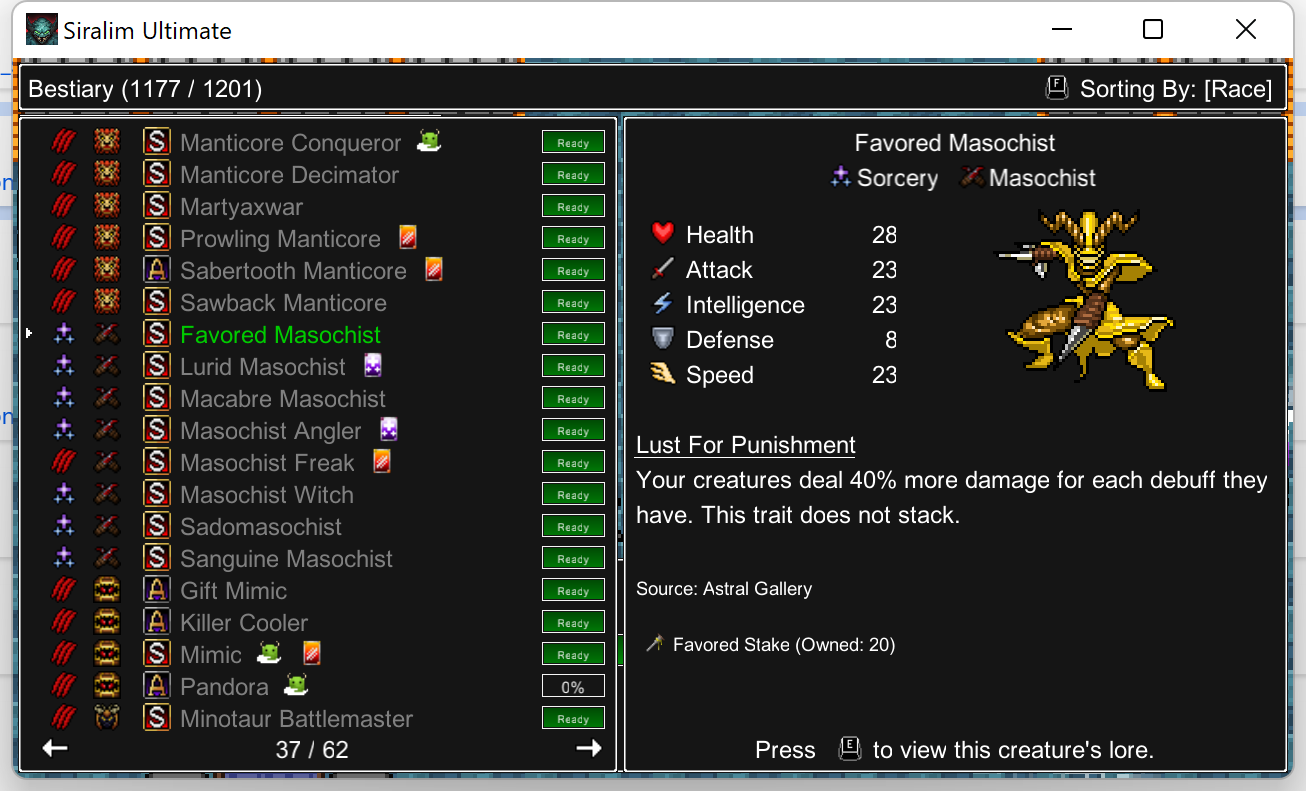 Siralim Ultimate
Bestiary (1177 / 1201)
F Sorting By: [Race]
S Manticore Conqueror Ready
S Manticore Decimator Ready
S Martyaxwar Ready
S Prowling Manticore Ready
A Sabertooth Manticore Ready
S Sawback Manticore Ready
S Favored Masochist Ready
S Lurid Masochist Ready
S Macabre Masochist Ready
S Masochist Angler Ready
S Masochist Freak Ready
S Masochist Witch Ready
S Sadomasochist Ready
S Sanguine Masochist Ready
A Gift Mimic Ready
A Killer Cooler Ready
S Mimic Ready
A Pandora 0%
S Minotaur Battlemaster Ready
37 / 62
Favored Masochist
Sorcery Masochist
Health 28
Attack 23
Intelligence 23
Defense 8
Speed 23
Lust For Punishment
Your creatures deal 40% more damage for each debuff they
have. This trait does not stack.
Source: Astral Gallery
Favored Stake (Owned: 20)
Press E to view this creature's lore.